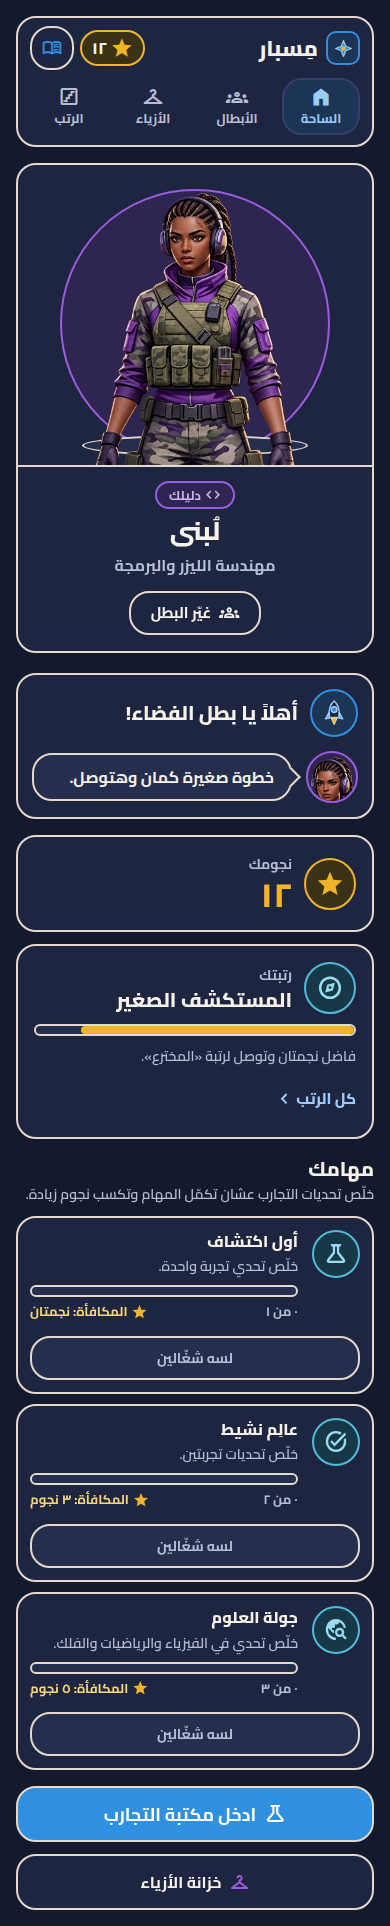 مِسبار
١٢
الساحة
الأبطال
الأزياء
الرتب
دليلك
لُبنى
مهندسة الليزر والبرمجة
غيّر البطل
أهلاً يا بطل الفضاء!
خطوة صغيرة كمان وهتوصل.
نجومك
١٢
رتبتك
المستكشف الصغير
فاضل نجمتان وتوصل لرتبة «المخترع».
كل الرتب
مهامك
خلّص تحديات التجارب عشان تكمّل المهام وتكسب نجوم زيادة.
أول اكتشاف
خلّص تحدي تجربة واحدة.
٠ من ١
المكافأة: نجمتان
لسه شغّالين
عالِم نشيط
خلّص تحديات تجربتين.
٠ من ٢
المكافأة: ٣ نجوم
لسه شغّالين
جولة العلوم
خلّص تحدي في الفيزياء والرياضيات والفلك.
٠ من ٣
المكافأة: ٥ نجوم
لسه شغّالين
ادخل مكتبة التجارب
خزانة الأزياء